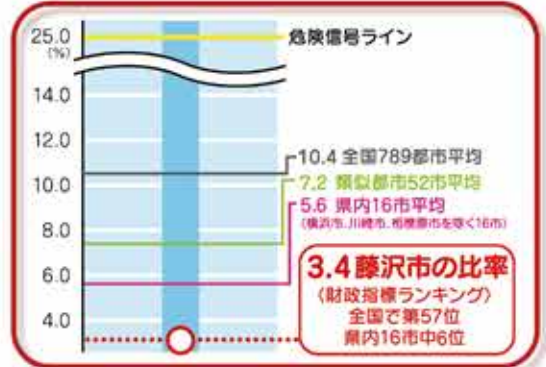 25.0
(%)
危険信号ライン
14.0
12.0
10.4 全国789都市平均
10.0
7.2 類似都市52市平均
5.6 県内16市平均
(横浜市、川崎市、相模原市を除く16市)
8.0
6.0
4.0
3.4 藤沢市の比率
〈財政指標ランキング〉
全国で第57位
県内16市中6位